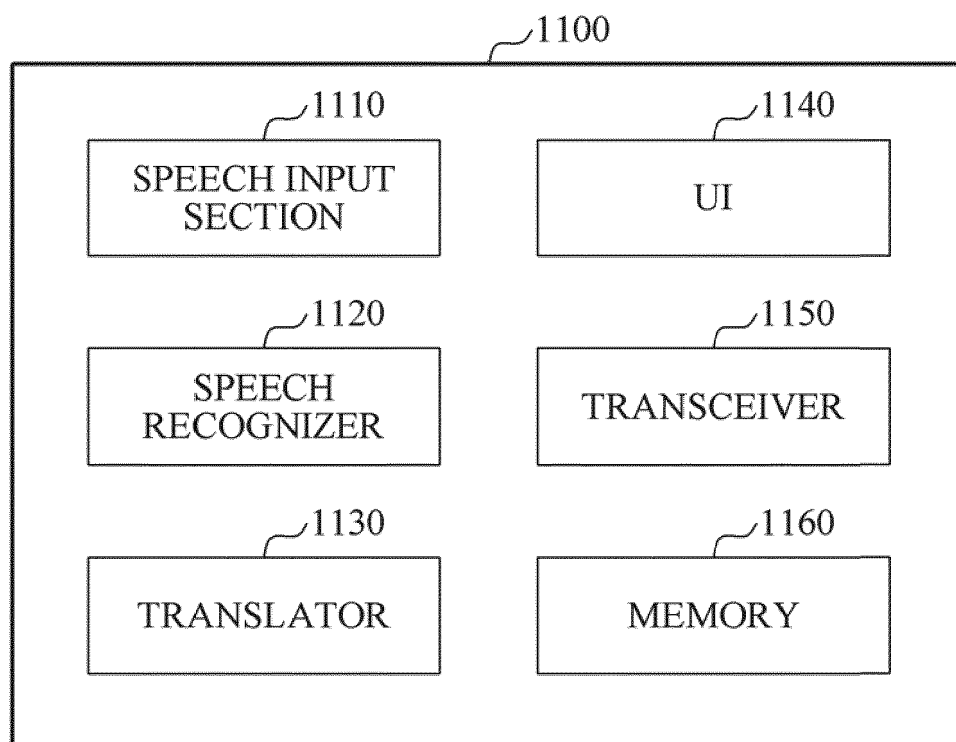 1100
1110
SPEECH INPUT
SECTION
1140
UI
1120
SPEECH
RECOGNIZER
1150
TRANSCEIVER
1130
TRANSLATOR
1160
MEMORY